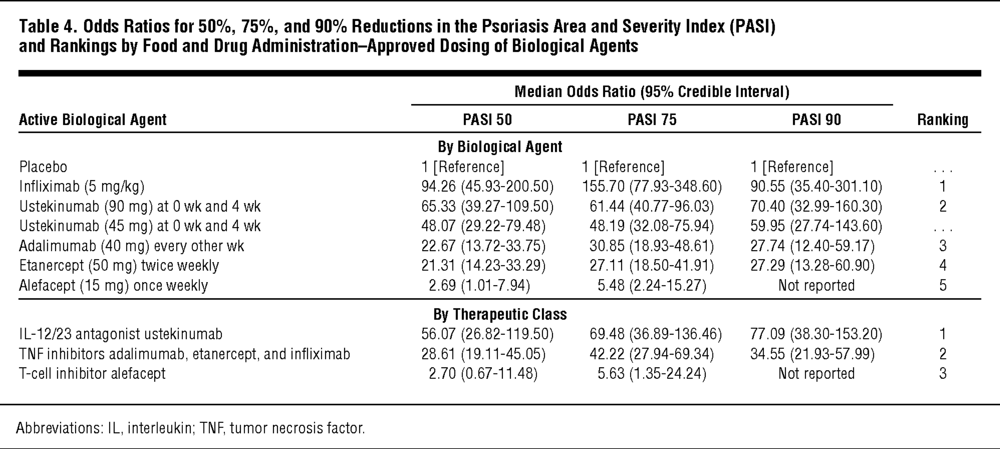 Table 4. Odds Ratios for 50%, 75%, and 90% Reductions in the Psoriasis Area and Severity Index (PASI)
and Rankings by Food and Drug Administration–Approved Dosing of Biological Agents
Median Odds Ratio (95% Credible Interval)
Active Biological Agent PASI 50 PASI 75 PASI 90 Ranking
By Biological Agent
Placebo 1 [Reference] 1 [Reference] 1 [Reference] . . .
Infliximab (5 mg/kg) 94.26 (45.93-200.50) 155.70 (77.93-348.60) 90.55 (35.40-301.10) 1
Ustekinumab (90 mg) at 0 wk and 4 wk 65.33 (39.27-109.50) 61.44 (40.77-96.03) 70.40 (32.99-160.30) 2
Ustekinumab (45 mg) at 0 wk and 4 wk 48.07 (29.22-79.48) 48.19 (32.08-75.94) 59.95 (27.74-143.60) . . .
Adalimumab (40 mg) every other wk 22.67 (13.72-33.75) 30.85 (18.93-48.61) 27.74 (12.40-59.17) 3
Etanercept (50 mg) twice weekly 21.31 (14.23-33.29) 27.11 (18.50-41.91) 27.29 (13.28-60.90) 4
Alefacept (15 mg) once weekly 2.69 (1.01-7.94) 5.48 (2.24-15.27) Not reported 5
By Therapeutic Class
IL-12/23 antagonist ustekinumab 56.07 (26.82-119.50) 69.48 (36.89-136.46) 77.09 (38.30-153.20) 1
TNF inhibitors adalimumab, etanercept, and infliximab 28.61 (19.11-45.05) 42.22 (27.94-69.34) 34.55 (21.93-57.99) 2
T-cell inhibitor alefacept 2.70 (0.67-11.48) 5.63 (1.35-24.24) Not reported 3
Abbreviations: IL, interleukin; TNF, tumor necrosis factor.